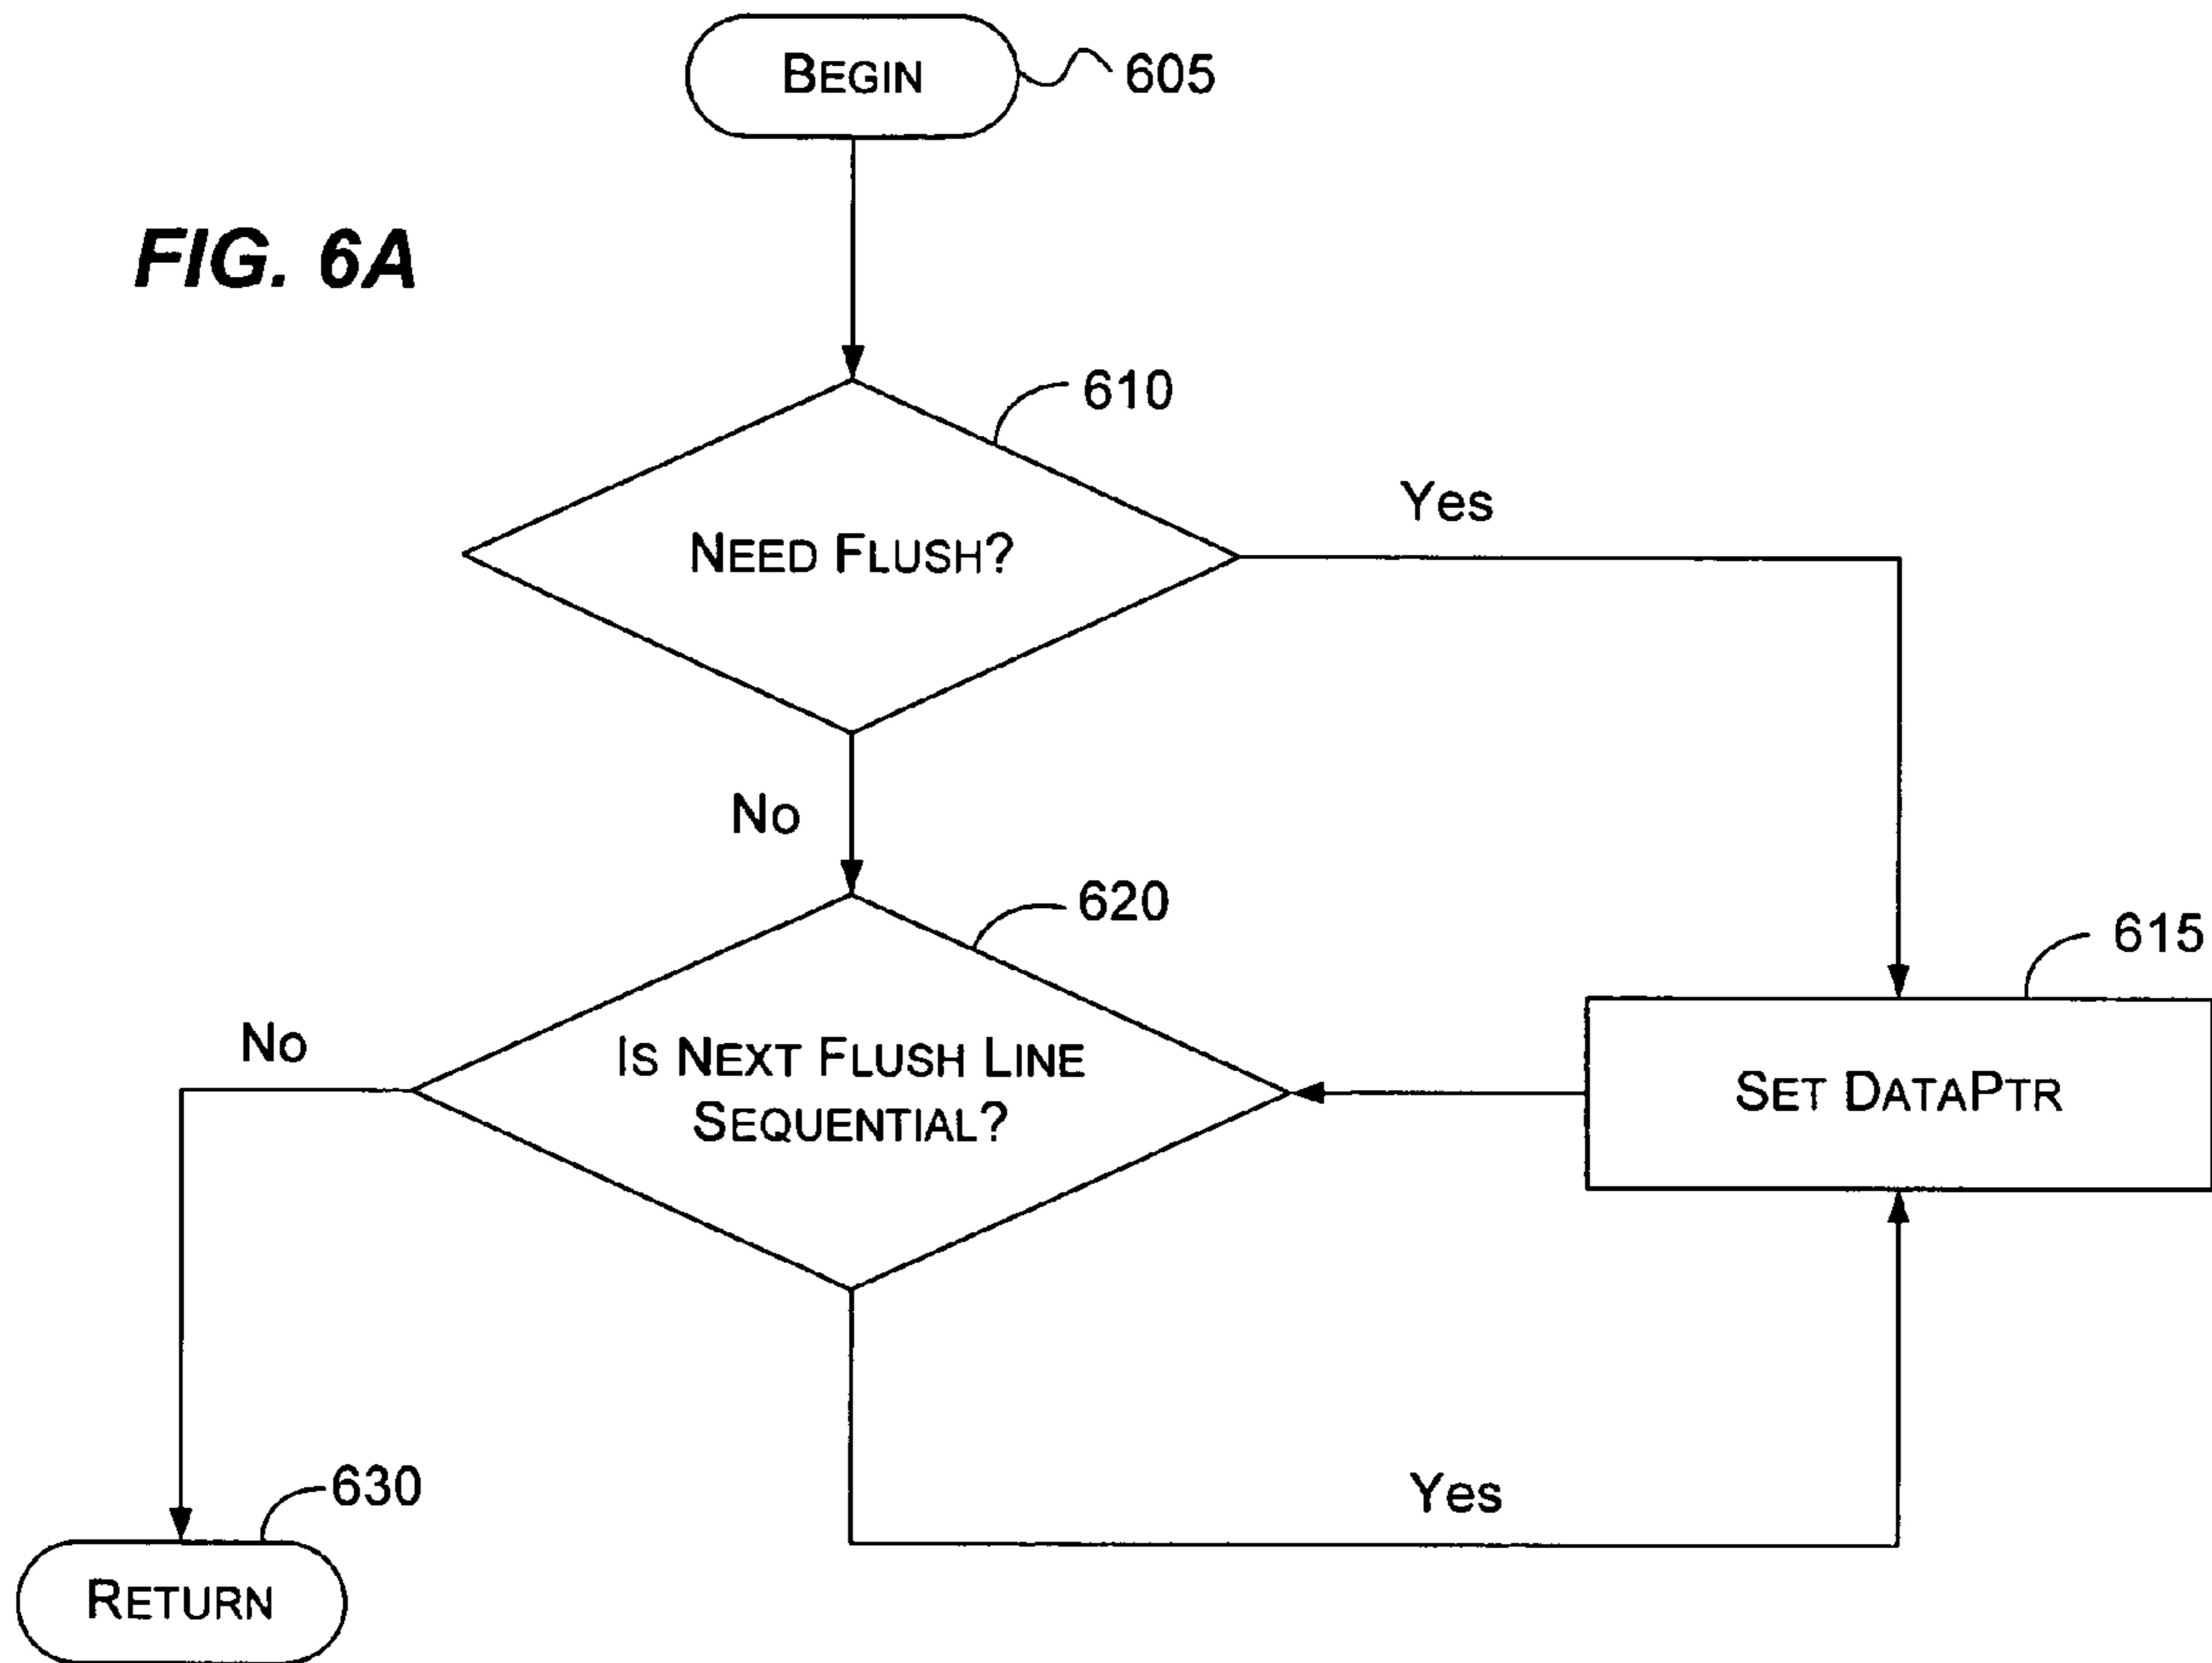 BEGIN
605
FIG. 6A
610
NEED FLUSH?
Yes
No
620
615
IS NEXT FLUSH LINE
SEQUENTIAL?
No
SET DATAPTR
Yes
630
RETURN